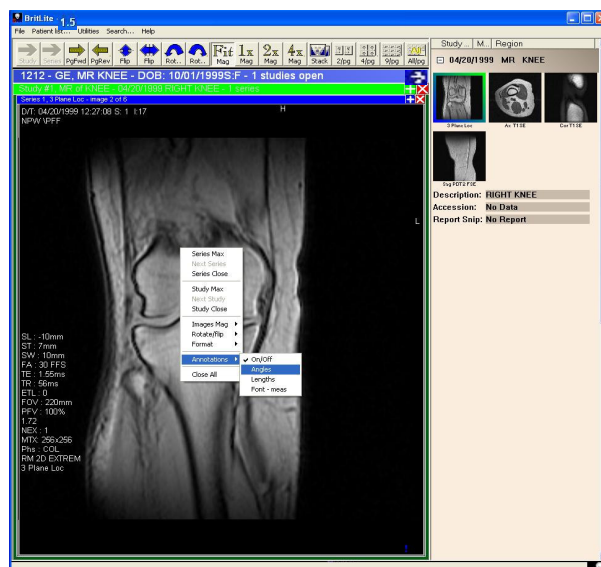 BritLite 1.5
File Patient list... Utilities Search... Help
Study Series PgFwd PgRev Flip Flip Rot.. Rot.. Fit Mag 1x Mag 2x Mag 4x Mag Stack 2/pg 4/pg 9/pg All/pg
1212 - GE, MR KNEE - DOB: 10/01/1999S:F - 1 studies open
Study #1, MR of KNEE - 04/20/1999 RIGHT KNEE - 1 series
Series 1, 3 Plane Loc - Image 2 of 6
D/T: 04/20/1999 12:27:08 S: 1 I:17
NPW \PFF
H
L
Series Max
Next Series
Series Close
Study Max
Next Study
Study Close
Images Mag
Rotate/flip
Format
Annotations
Close All
On/Off
Angles
Lengths
Font - meas
SL : -10mm
ST : 7mm
SW : 10mm
FA : 30 FFS
TE : 1.55ms
TR : 56ms
ETL : 0
FOV : 220mm
PFV : 100%
1.72
NEX : 1
MTX: 256x256
Phs : COL
RM 2D EXTREM
3 Plane Loc
Study ... M... Region
04/20/1999 MR KNEE
3 Plane Loc Ax T1 SE Cor T1 SE
Sag PDT2 FSE
Description: RIGHT KNEE
Accession: No Data
Report Snip: No Report